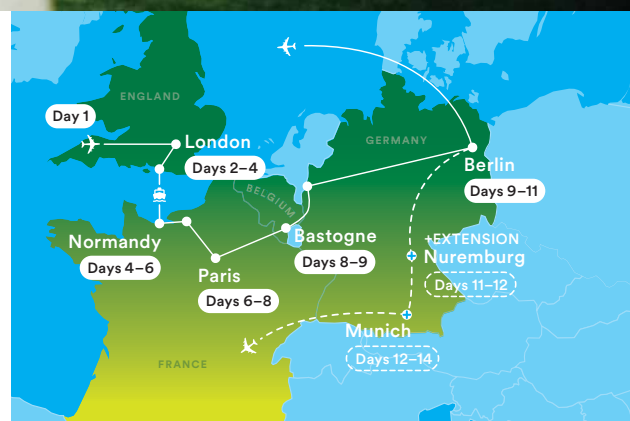 ENGLAND
Day 1
London
Days 2–4
GERMANY
Berlin
Days 9–11
BELGIUM
Normandy
Days 4–6
Bastogne
Days 8–9
Paris
Days 6–8
+EXTENSION
Nuremburg
Days 11–12
Munich
Days 12–14
FRANCE